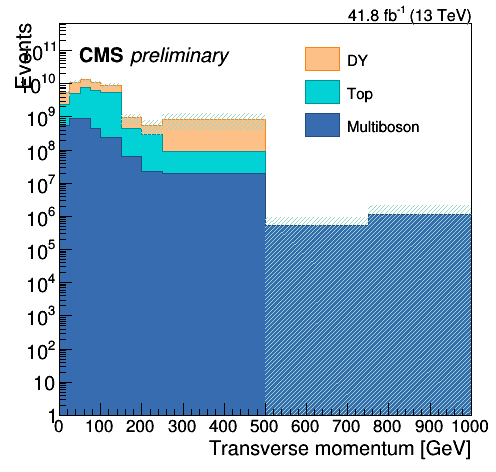 41.8 fb⁻¹ (13 TeV)
Events
CMS preliminary
DY
Top
Multiboson
10¹¹
10¹⁰
10⁹
10⁸
10⁷
10⁶
10⁵
10⁴
10³
10²
10
1
0 100 200 300 400 500 600 700 800 900 1000
Transverse momentum [GeV]